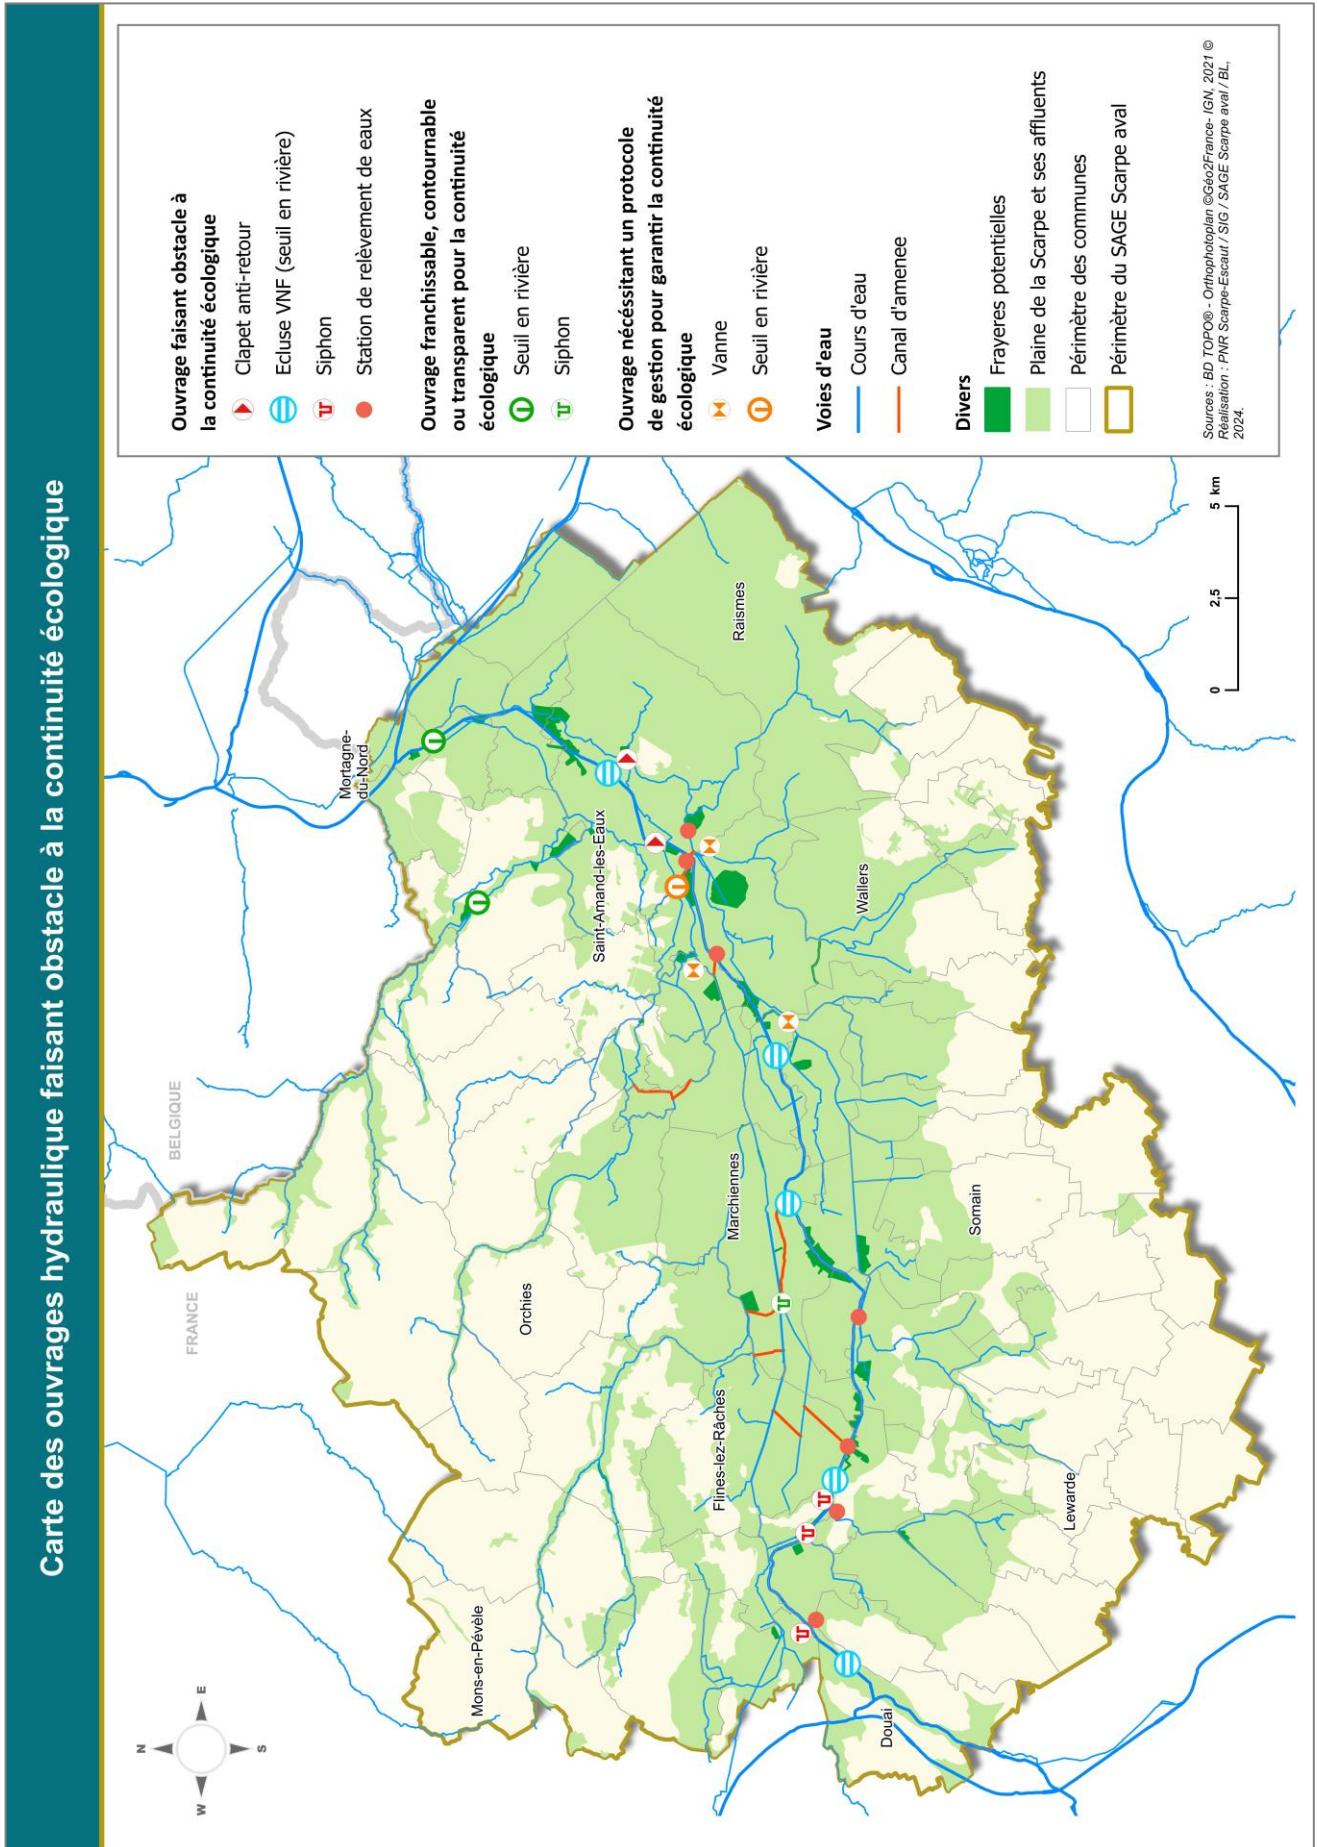 Carte des ouvrages hydraulique faisant obstacle à la continuité écologique
N
W
E
S
BELGIQUE
FRANCE
Mortagne-
du-Nord
Mons-en-Pévèle
Orchies
Saint-Amand-les-Eaux
Flines-lez-Râches
Marchiennes
Raismes
Wallers
Douai
Somain
Lewarde
0
2,5
5 km
Ouvrage faisant obstacle à
la continuité écologique
Clapet anti-retour
Ecluse VNF (seuil en rivière)
Siphon
Station de relèvement de eaux
Ouvrage franchissable, contournable
ou transparent pour la continuité
écologique
Seuil en rivière
Siphon
Ouvrage nécéssitant un protocole
de gestion pour garantir la continuité
écologique
Vanne
Seuil en rivière
Voies d'eau
Cours d'eau
Canal d'amenee
Divers
Frayeres potentielles
Plaine de la Scarpe et ses affluents
Périmètre des communes
Périmètre du SAGE Scarpe aval
Sources : BD TOPO® - Orthophotoplan ©Géo2France- IGN, 2021 ©
Réalisation : PNR Scarpe-Escaut / SIG / SAGE Scarpe aval / BL,
2024.